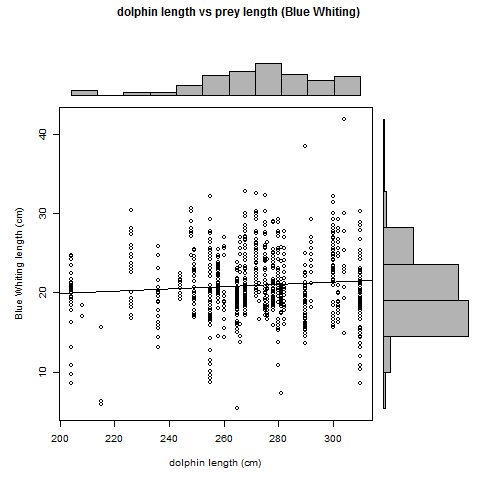 dolphin length vs prey length (Blue Whiting)
40
30
20
10
Blue Whiting length (cm)
200 220 240 260 280 300
dolphin length (cm)